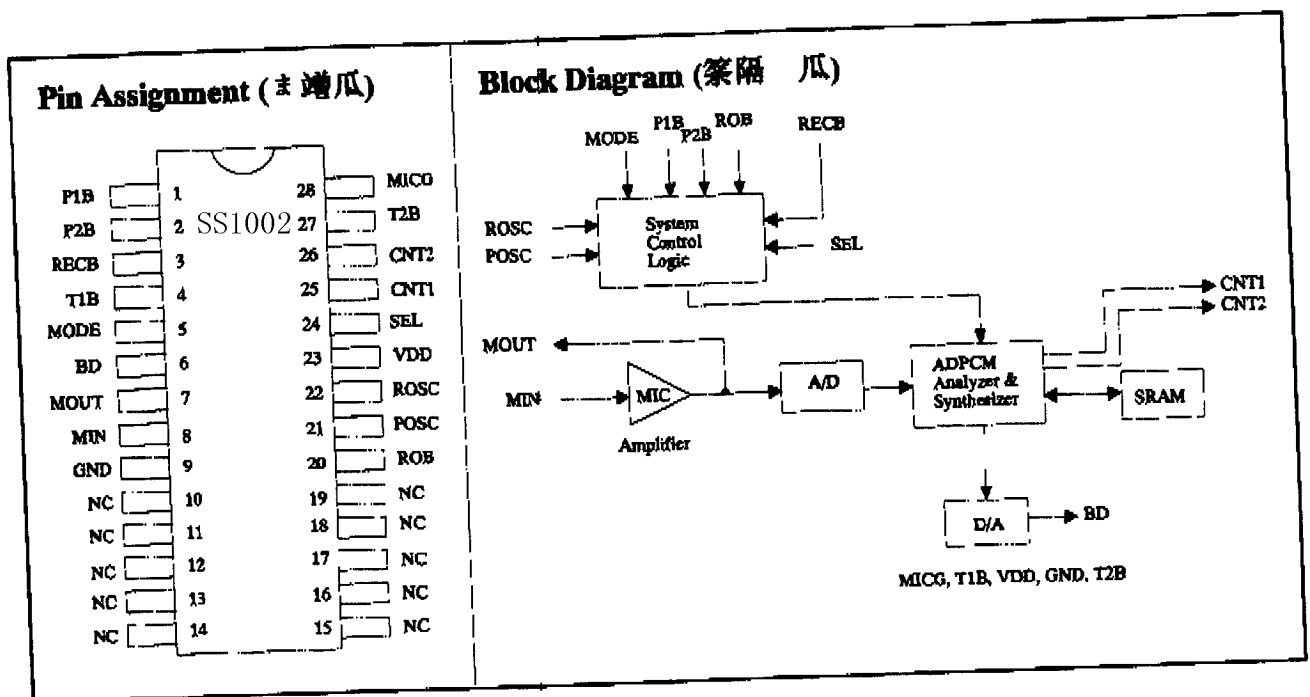 Pin Assignment (
Block Diagram (
P1B 1
P2B 2
RECB 3
T1B 4
MODE 5
BD 6
MOUT 7
MIN 8
GND 9
NC 10
NC 11
NC 12
NC 13
NC 14
SS1002
28 MICG
27 T2B
26 CNT2
25 CNT1
24 SEL
23 VDD
22 ROSC
21 POSC
20 ROB
19 NC
18 NC
17 NC
16 NC
15 NC
MODE
P1B
P2B
ROB
RECB
ROSC
POSC
System
Control
Logic
SEL
CNT1
CNT2
MOUT
MIN
MIC
Amplifier
A/D
ADPCM
Analyzer &
Synthesizer
SRAM
D/A
BD
MICG, T1B, VDD, GND, T2B